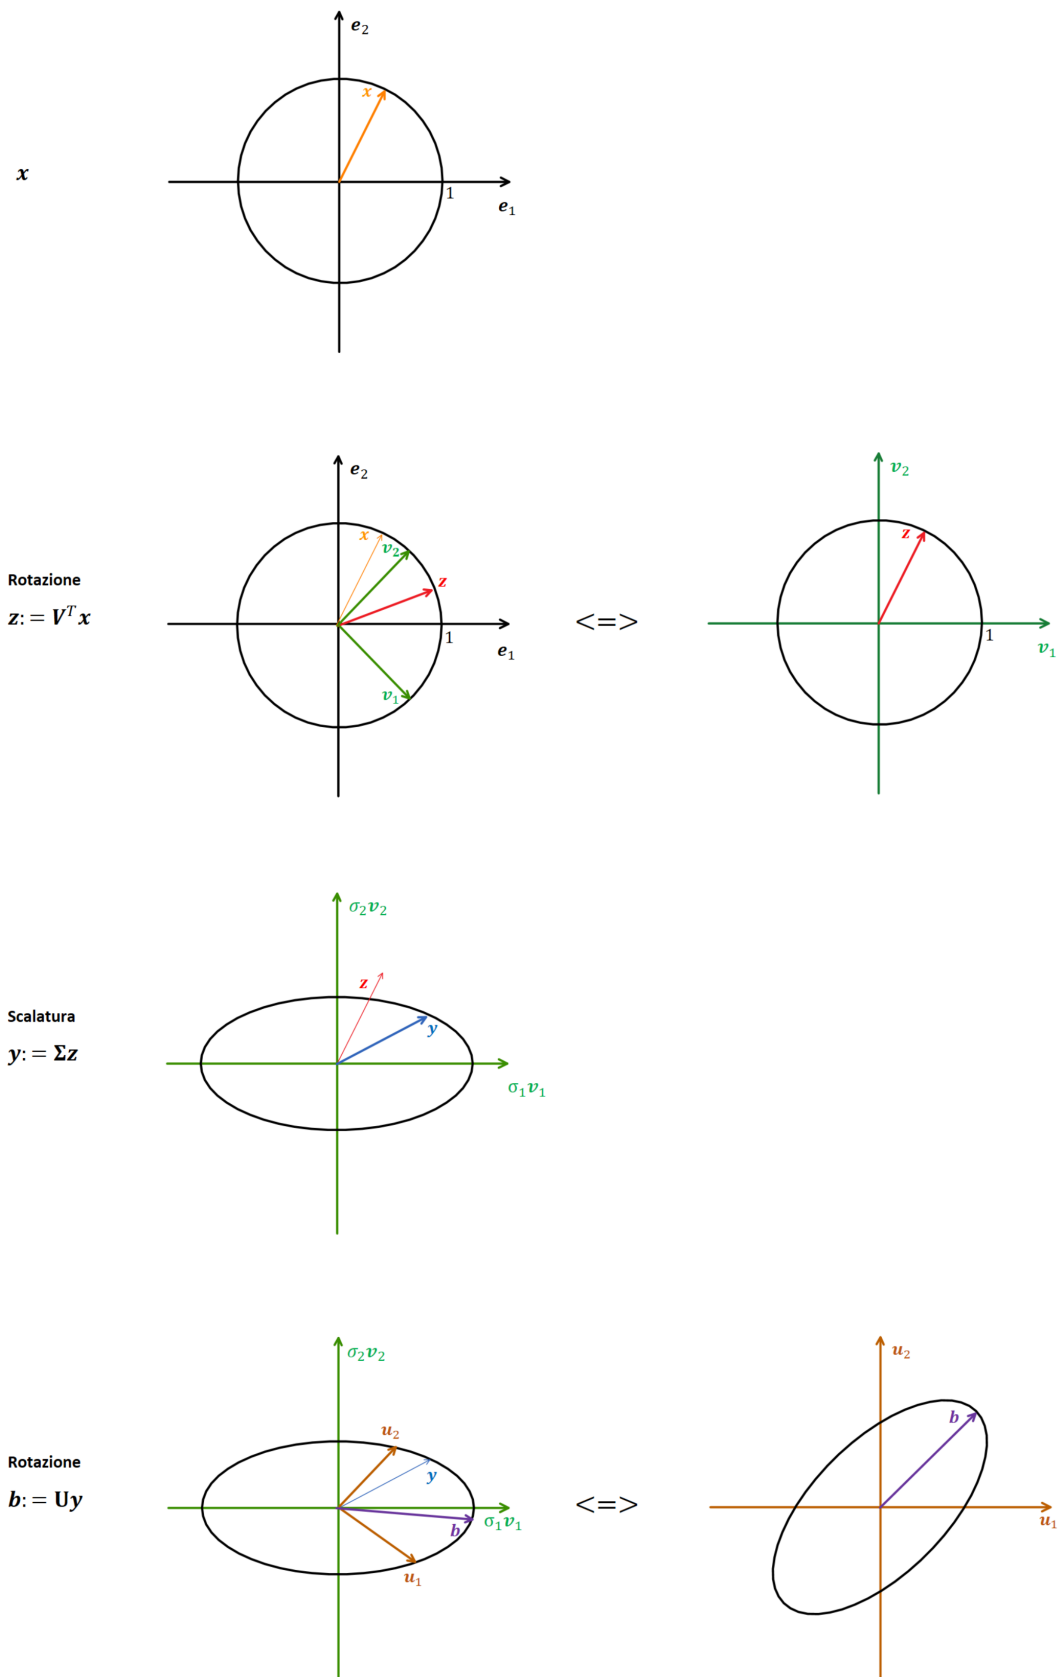 e₂
x
x
1
e₁
e₂
v₂
x
v₂
z
z
Rotazione
z: = Vᵀx
<=>
1
e₁
1
v₁
v₁
σ₂v₂
z
Scalatura
y
y: = Σz
σ₁v₁
σ₂v₂
u₂
u₂
b
Rotazione
y
b: = Uy
<=>
b
σ₁v₁
u₁
u₁